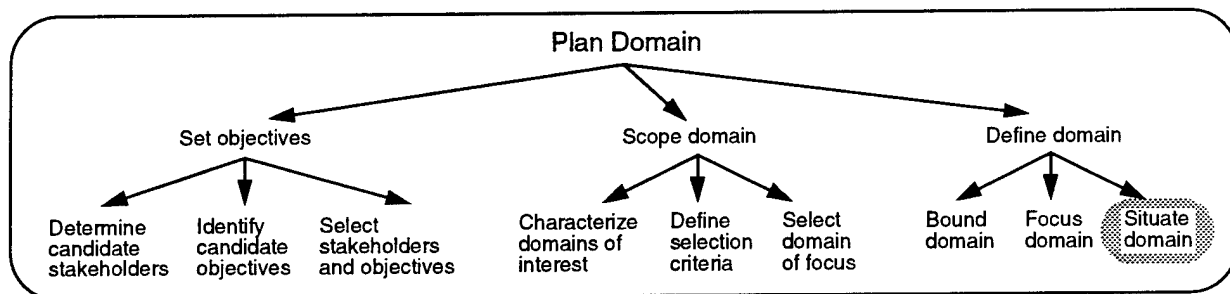 Plan Domain
Set objectives
Scope domain
Define domain
Determine
candidate
stakeholders
Identify
candidate
objectives
Select
stakeholders
and objectives
Characterize
domains of
interest
Define
selection
criteria
Select
domain
of focus
Bound
domain
Focus
domain
Situate
domain